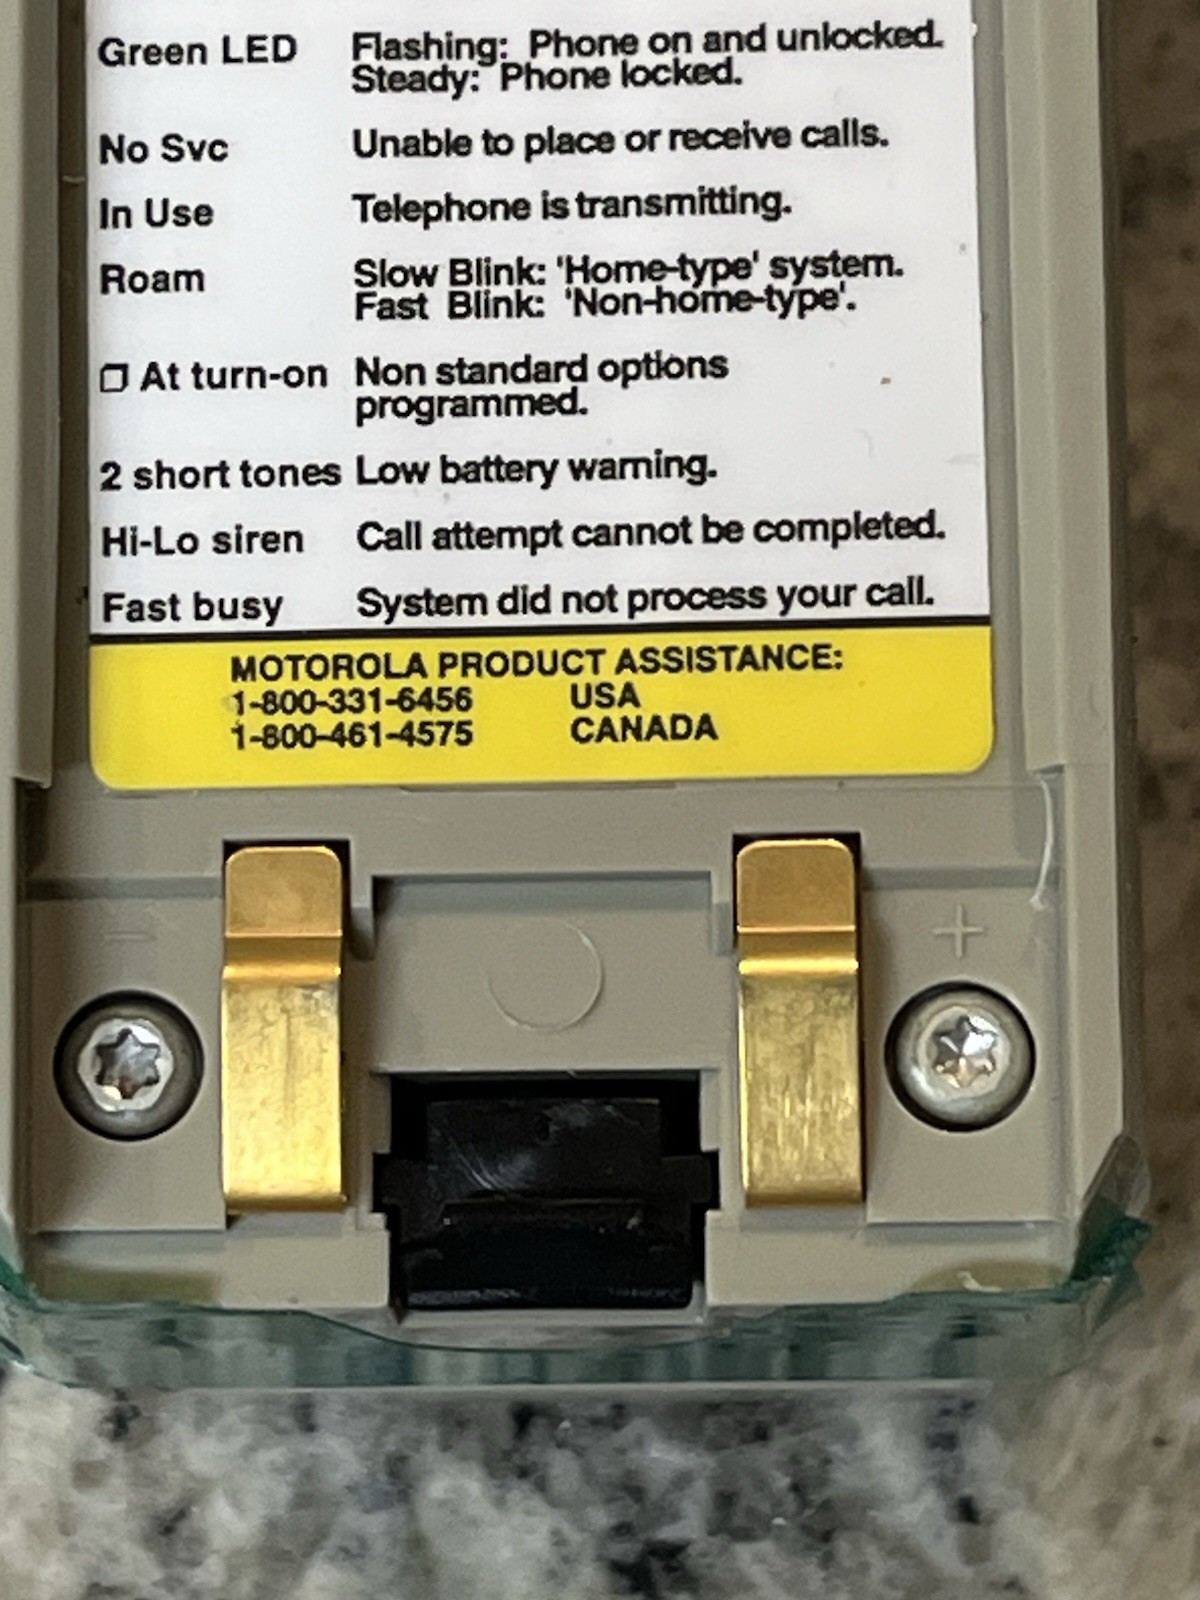 Green LED Flashing: Phone on and unlocked.
Steady: Phone locked.
No Svc Unable to place or receive calls.
In Use Telephone is transmitting.
Roam Slow Blink: 'Home-type' system.
Fast Blink: 'Non-home-type'.
❐ At turn-on Non standard options
programmed.
2 short tones Low battery warning.
Hi-Lo siren Call attempt cannot be completed.
Fast busy System did not process your call.
MOTOROLA PRODUCT ASSISTANCE:
1-800-331-6456 USA
1-800-461-4575 CANADA
− +